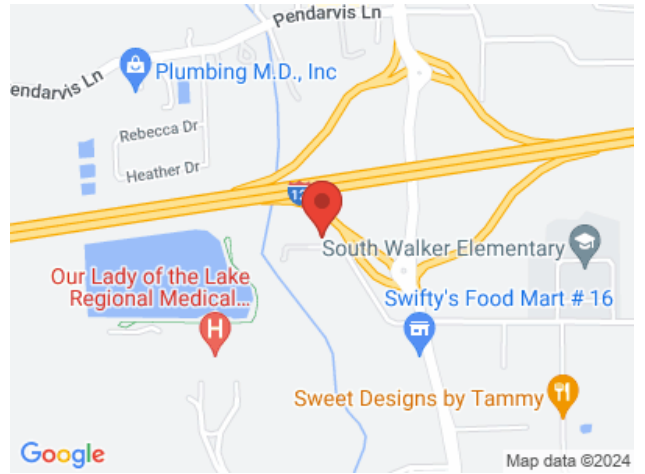 Pendarvis Ln
endarvis Ln
Plumbing M.D., Inc
Rebecca Dr
Heather Dr
South Walker Elementary
Our Lady of the Lake
Regional Medical...
H
Swifty's Food Mart # 16
Sweet Designs by Tammy
Google
Map data ©2024